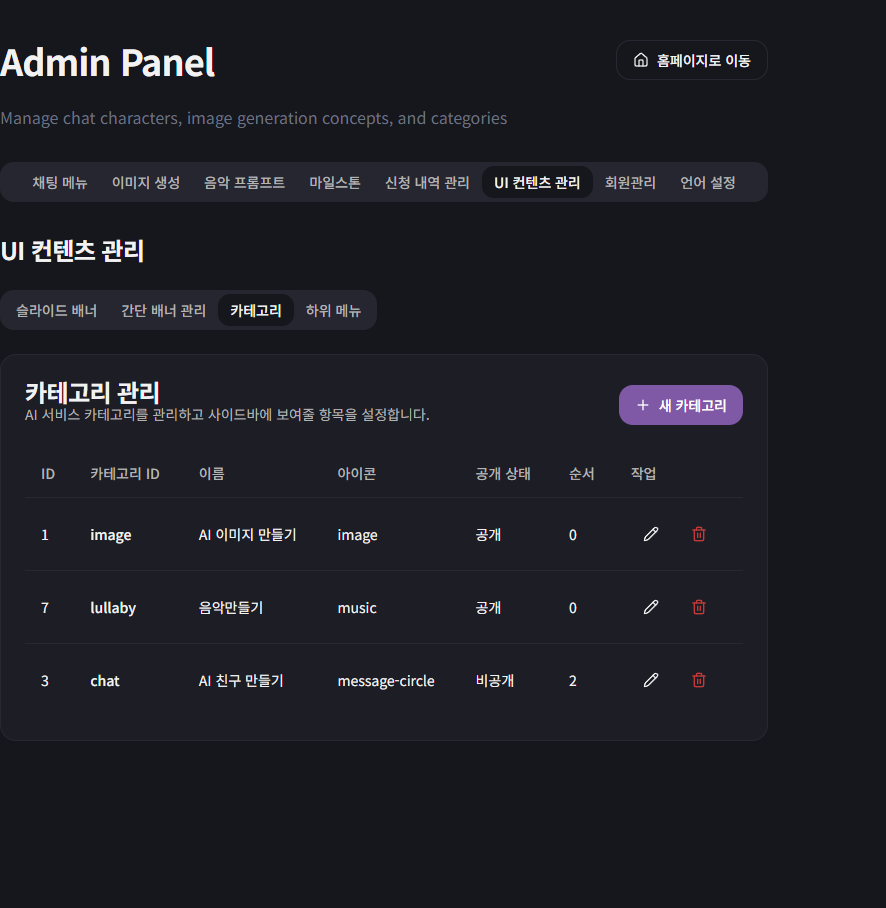 Admin Panel
홈페이지로 이동
Manage chat characters, image generation concepts, and categories
채팅 메뉴 이미지 생성 음악 프롬프트 마일스톤 신청 내역 관리 UI 컨텐츠 관리 회원관리 언어 설정
UI 컨텐츠 관리
슬라이드 배너 간단 배너 관리 카테고리 하위 메뉴
카테고리 관리
AI 서비스 카테고리를 관리하고 사이드바에 보여줄 항목을 설정합니다.
새 카테고리
ID 카테고리 ID 이름 아이콘 공개 상태 순서 작업
1 image AI 이미지 만들기 image 공개 0
7 lullaby 음악만들기 music 공개 0
3 chat AI 친구 만들기 message-circle 비공개 2